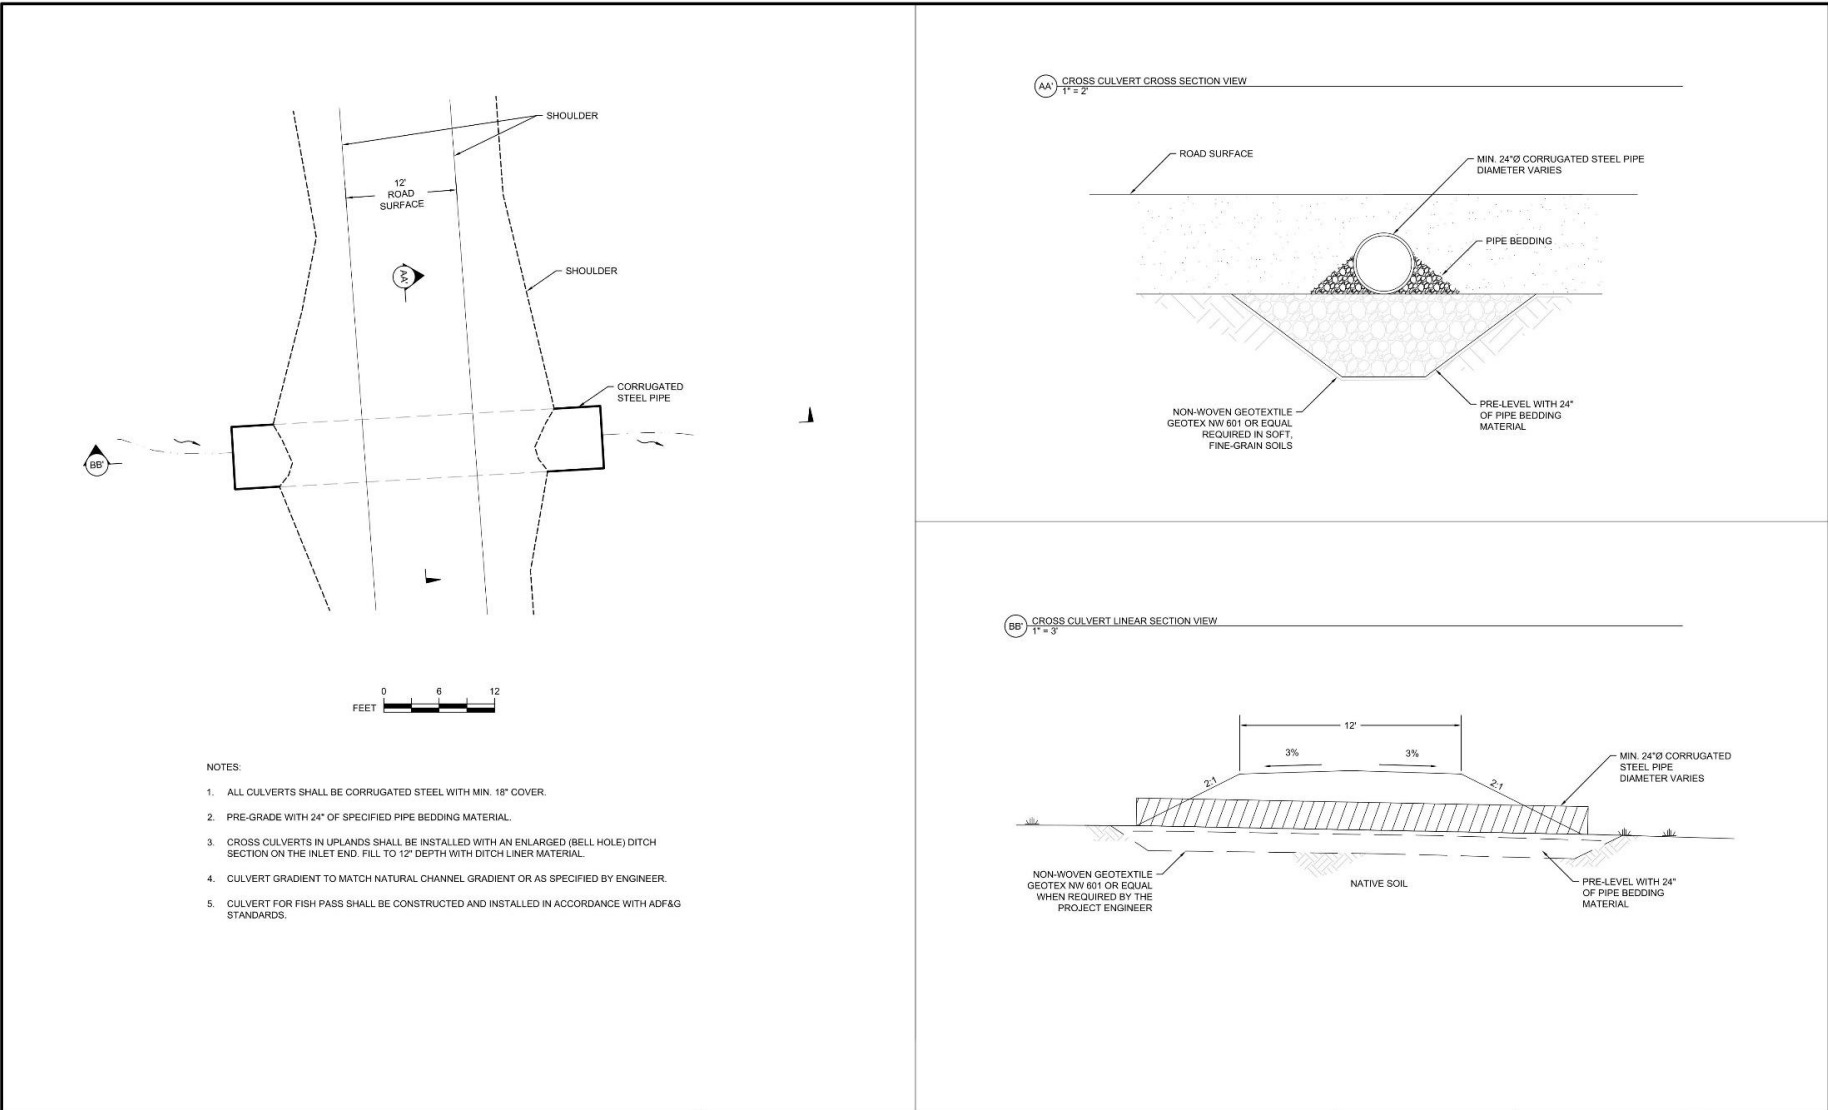 SHOULDER
12'
ROAD
SURFACE
AA'
SHOULDER
CORRUGATED
STEEL PIPE
BB'
0 6 12
FEET
NOTES:
1. ALL CULVERTS SHALL BE CORRUGATED STEEL WITH MIN. 18" COVER.
2. PRE-GRADE WITH 24" OF SPECIFIED PIPE BEDDING MATERIAL.
3. CROSS CULVERTS IN UPLANDS SHALL BE INSTALLED WITH AN ENLARGED (BELL HOLE) DITCH
SECTION ON THE INLET END. FILL TO 12" DEPTH WITH DITCH LINER MATERIAL.
4. CULVERT GRADIENT TO MATCH NATURAL CHANNEL GRADIENT OR AS SPECIFIED BY ENGINEER.
5. CULVERT FOR FISH PASS SHALL BE CONSTRUCTED AND INSTALLED IN ACCORDANCE WITH ADF&G
STANDARDS.
AA' CROSS CULVERT CROSS SECTION VIEW
1" = 2'
ROAD SURFACE
MIN. 24"Ø CORRUGATED STEEL PIPE
DIAMETER VARIES
PIPE BEDDING
NON-WOVEN GEOTEXTILE
GEOTEX NW 601 OR EQUAL
REQUIRED IN SOFT,
FINE-GRAIN SOILS
PRE-LEVEL WITH 24"
OF PIPE BEDDING
MATERIAL
BB' CROSS CULVERT LINEAR SECTION VIEW
1" = 3'
12'
3% 3%
2:1 2:1
MIN. 24"Ø CORRUGATED
STEEL PIPE
DIAMETER VARIES
NON-WOVEN GEOTEXTILE
GEOTEX NW 601 OR EQUAL
WHEN REQUIRED BY THE
PROJECT ENGINEER
NATIVE SOIL
PRE-LEVEL WITH 24"
OF PIPE BEDDING
MATERIAL